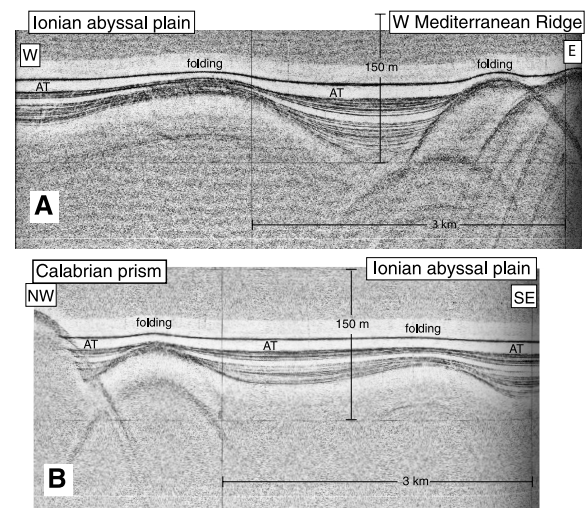 Ionian abyssal plain
W Mediterranean Ridge
W
E
folding
folding
150 m
AT
AT
A
3 km
Calabrian prism
Ionian abyssal plain
NW
SE
folding
folding
150 m
AT
AT
AT
B
3 km